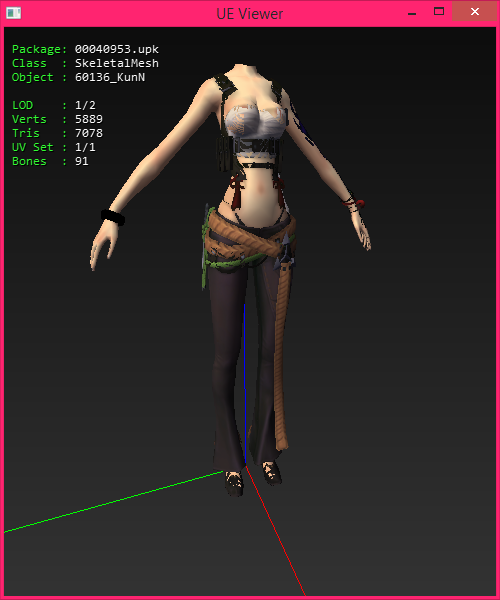 UE Viewer
Package: 00040953.upk
Class : SkeletalMesh
Object : 60136_KunN
LOD : 1/2
Verts : 5889
Tris : 7078
UV Set : 1/1
Bones : 91